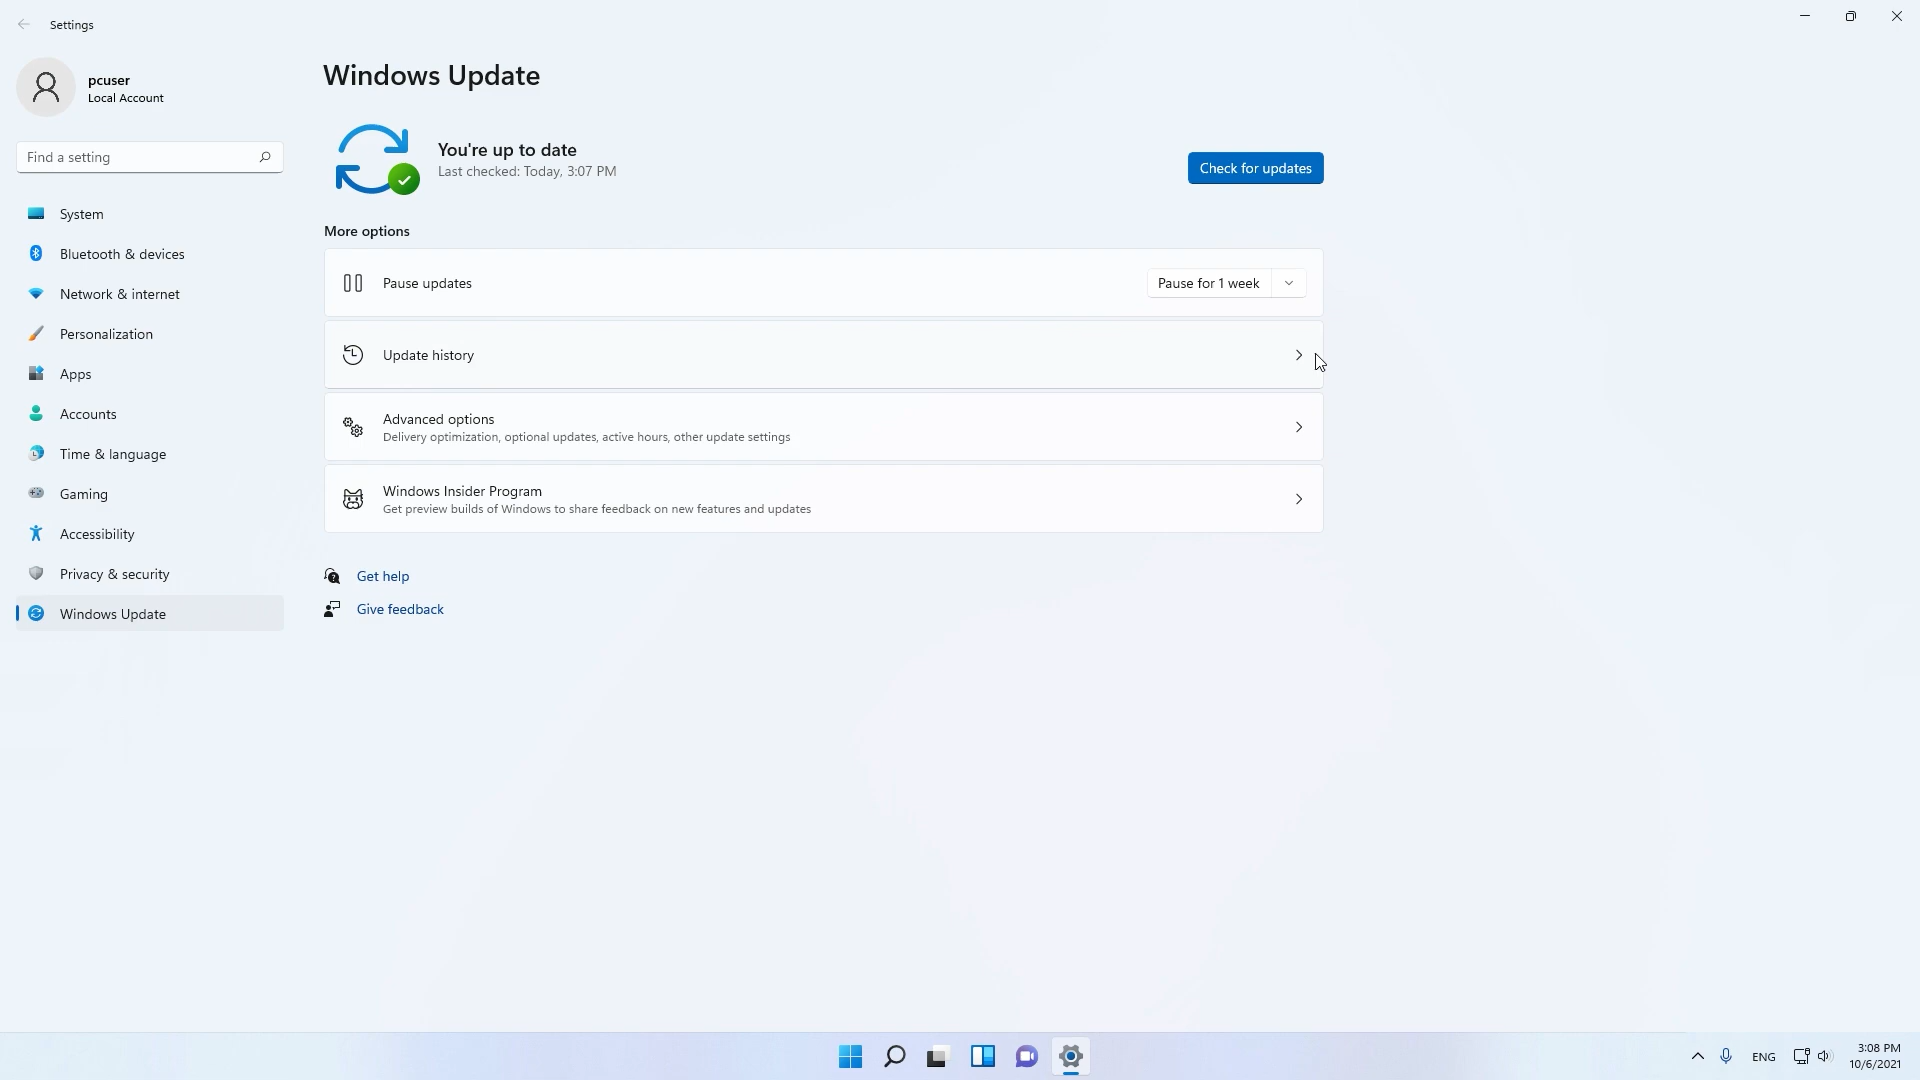 Settings
pcuser
Local Account
Find a setting
System
Bluetooth & devices
Network & internet
Personalization
Apps
Accounts
Time & language
Gaming
Accessibility
Privacy & security
Windows Update
Windows Update
You're up to date
Last checked: Today, 3:07 PM
Check for updates
More options
Pause updates
Pause for 1 week
Update history
Advanced options
Delivery optimization, optional updates, active hours, other update settings
Windows Insider Program
Get preview builds of Windows to share feedback on new features and updates
Get help
Give feedback
ENG
3:08 PM
10/6/2021